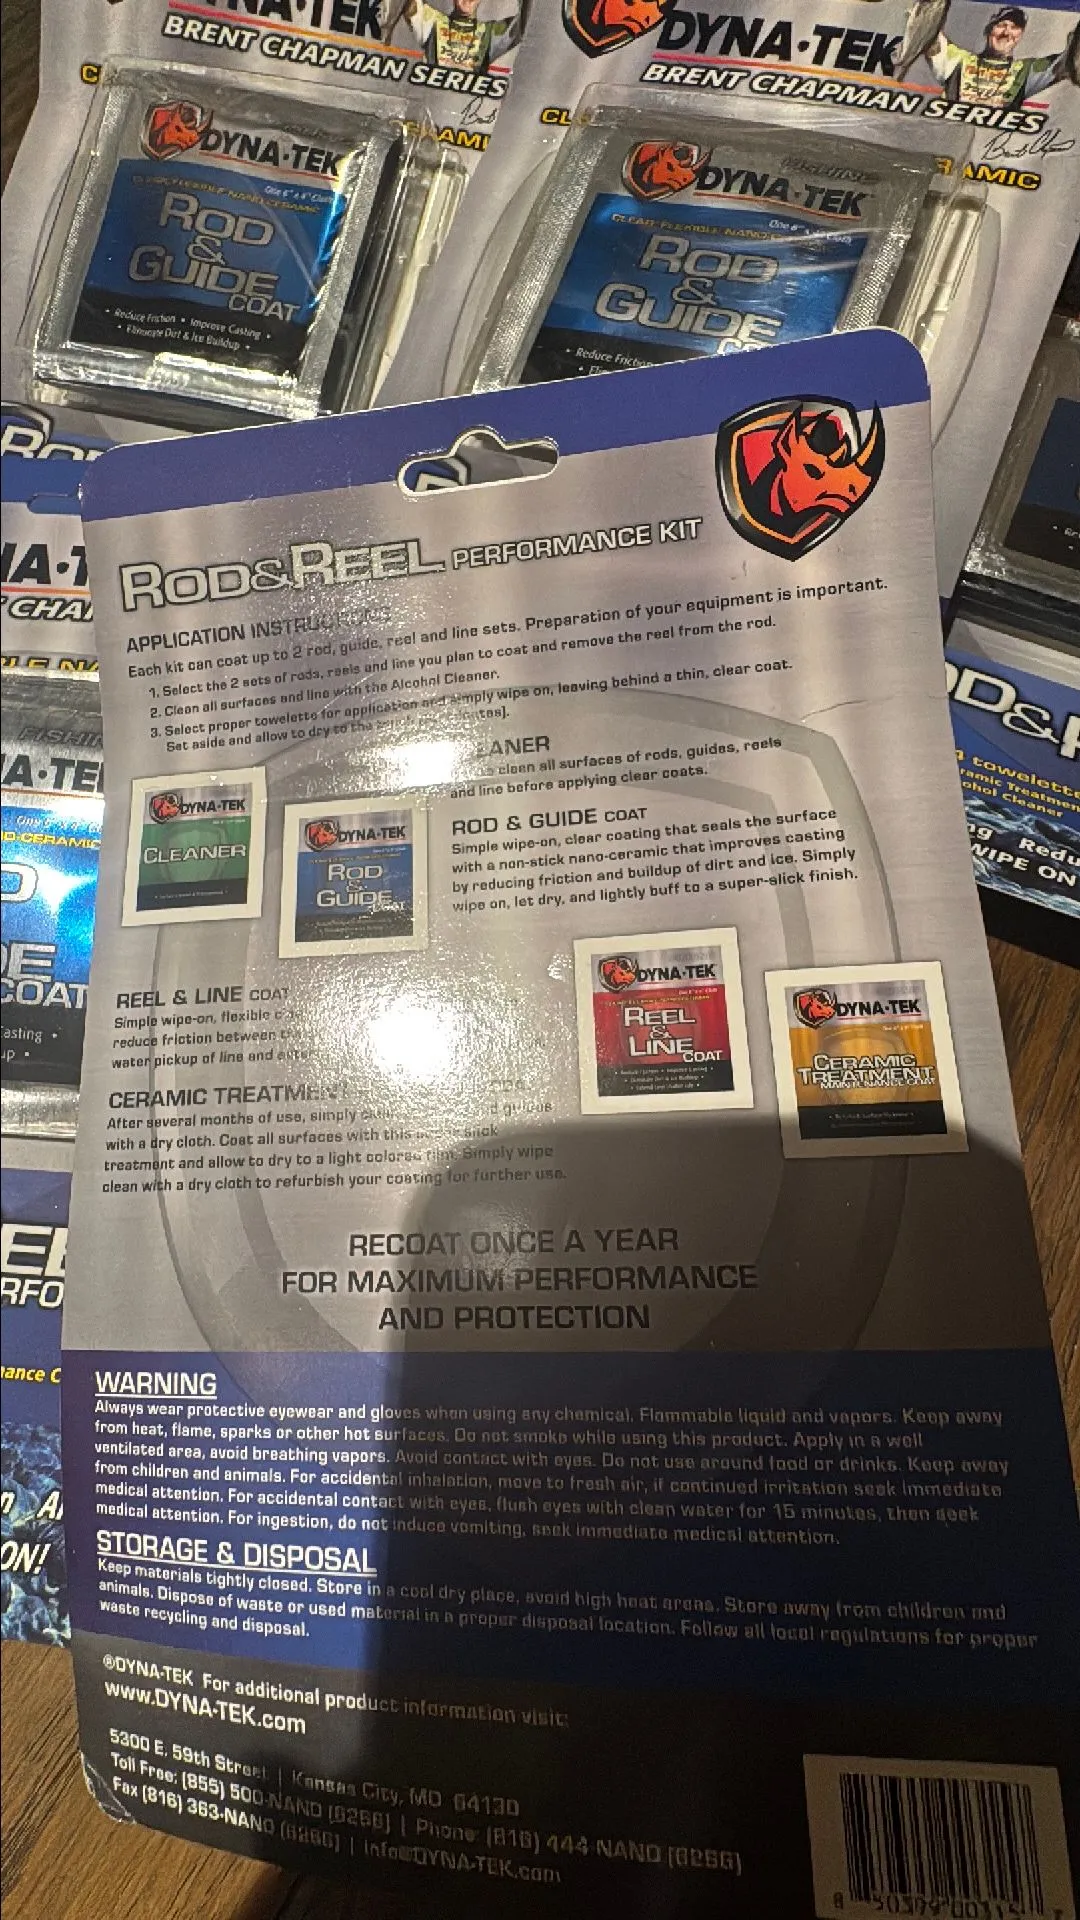 DYNA-TEK
BRENT CHAPMAN SERIES
DYNA-TEK
ROD
&
GUIDE
COAT
• Reduce Friction • Improve Casting •
• Eliminate Dirt & Ice Buildup •
DYNA-TEK
BRENT CHAPMAN SERIES
DYNA-TEK
ROD
&
GUIDE
ROD&REEL PERFORMANCE KIT
APPLICATION INSTRUCTIONS
Each kit can coat up to 2 rod, guide, reel and line sets. Preparation of your equipment is important.
1. Select the 2 sets of rods, reels and line you plan to coat and remove the reel from the rod.
2. Clean all surfaces and line with the Alcohol Cleaner.
3. Select proper towelette for application and simply wipe on, leaving behind a thin, clear coat.
Set aside and allow to dry to the
DYNA-TEK
CLEANER
DYNA-TEK
ROD
&
GUIDE
COAT
clean all surfaces of rods, guides, reels
and line before applying clear coats.
ROD & GUIDE COAT
Simple wipe-on, clear coating that seals the surface
with a non-stick nano-ceramic that improves casting
by reducing friction and buildup of dirt and ice. Simply
wipe on, let dry, and lightly buff to a super-slick finish.
REEL & LINE COAT
Simple wipe-on, flexible
reduce friction between
water pickup of line and
CERAMIC TREATMENT
After several months of use, simply
with a dry cloth. Coat all surfaces with this
treatment and allow to dry to a light colored film. Simply wipe
clean with a dry cloth to refurbish your coating for further use.
DYNA-TEK
REEL
&
LINE
COAT
DYNA-TEK
CERAMIC
TREATMENT
MAINTENANCE COAT
RECOAT ONCE A YEAR
FOR MAXIMUM PERFORMANCE
AND PROTECTION
WARNING
Always wear protective eyewear and gloves when using any chemical. Flammable liquid and vapors. Keep away
from heat, flame, sparks or other hot surfaces. Do not smoke while using this product. Apply in a well
ventilated area, avoid breathing vapors. Avoid contact with eyes. Do not use around food or drinks. Keep away
from children and animals. For accidental inhalation, move to fresh air, if continued irritation seek immediate
medical attention. For accidental contact with eyes, flush eyes with clean water for 15 minutes, then seek
medical attention. For ingestion, do not induce vomiting, seek immediate medical attention.
STORAGE & DISPOSAL
Keep materials tightly closed. Store in a cool dry place, avoid high heat areas. Store away from children and
animals. Dispose of waste or used material in a proper disposal location. Follow all local regulations for proper
waste recycling and disposal.
®DYNA-TEK For additional product information visit:
www.DYNA-TEK.com
5300 E. 59th Street | Kansas City, MO 64130
Toll Free: (855) 500-NANO (6266) | Phone: (816) 444-NANO (6266)
Fax (816) 363-NANO (6266) | info@DYNA-TEK.com